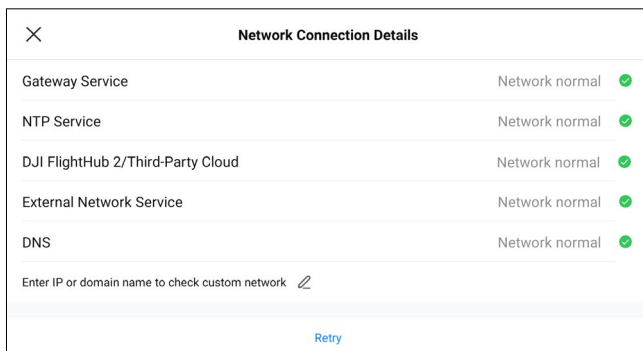 Network Connection Details
Gateway Service Network normal
NTP Service Network normal
DJI FlightHub 2/Third-Party Cloud Network normal
External Network Service Network normal
DNS Network normal
Enter IP or domain name to check custom network
Retry